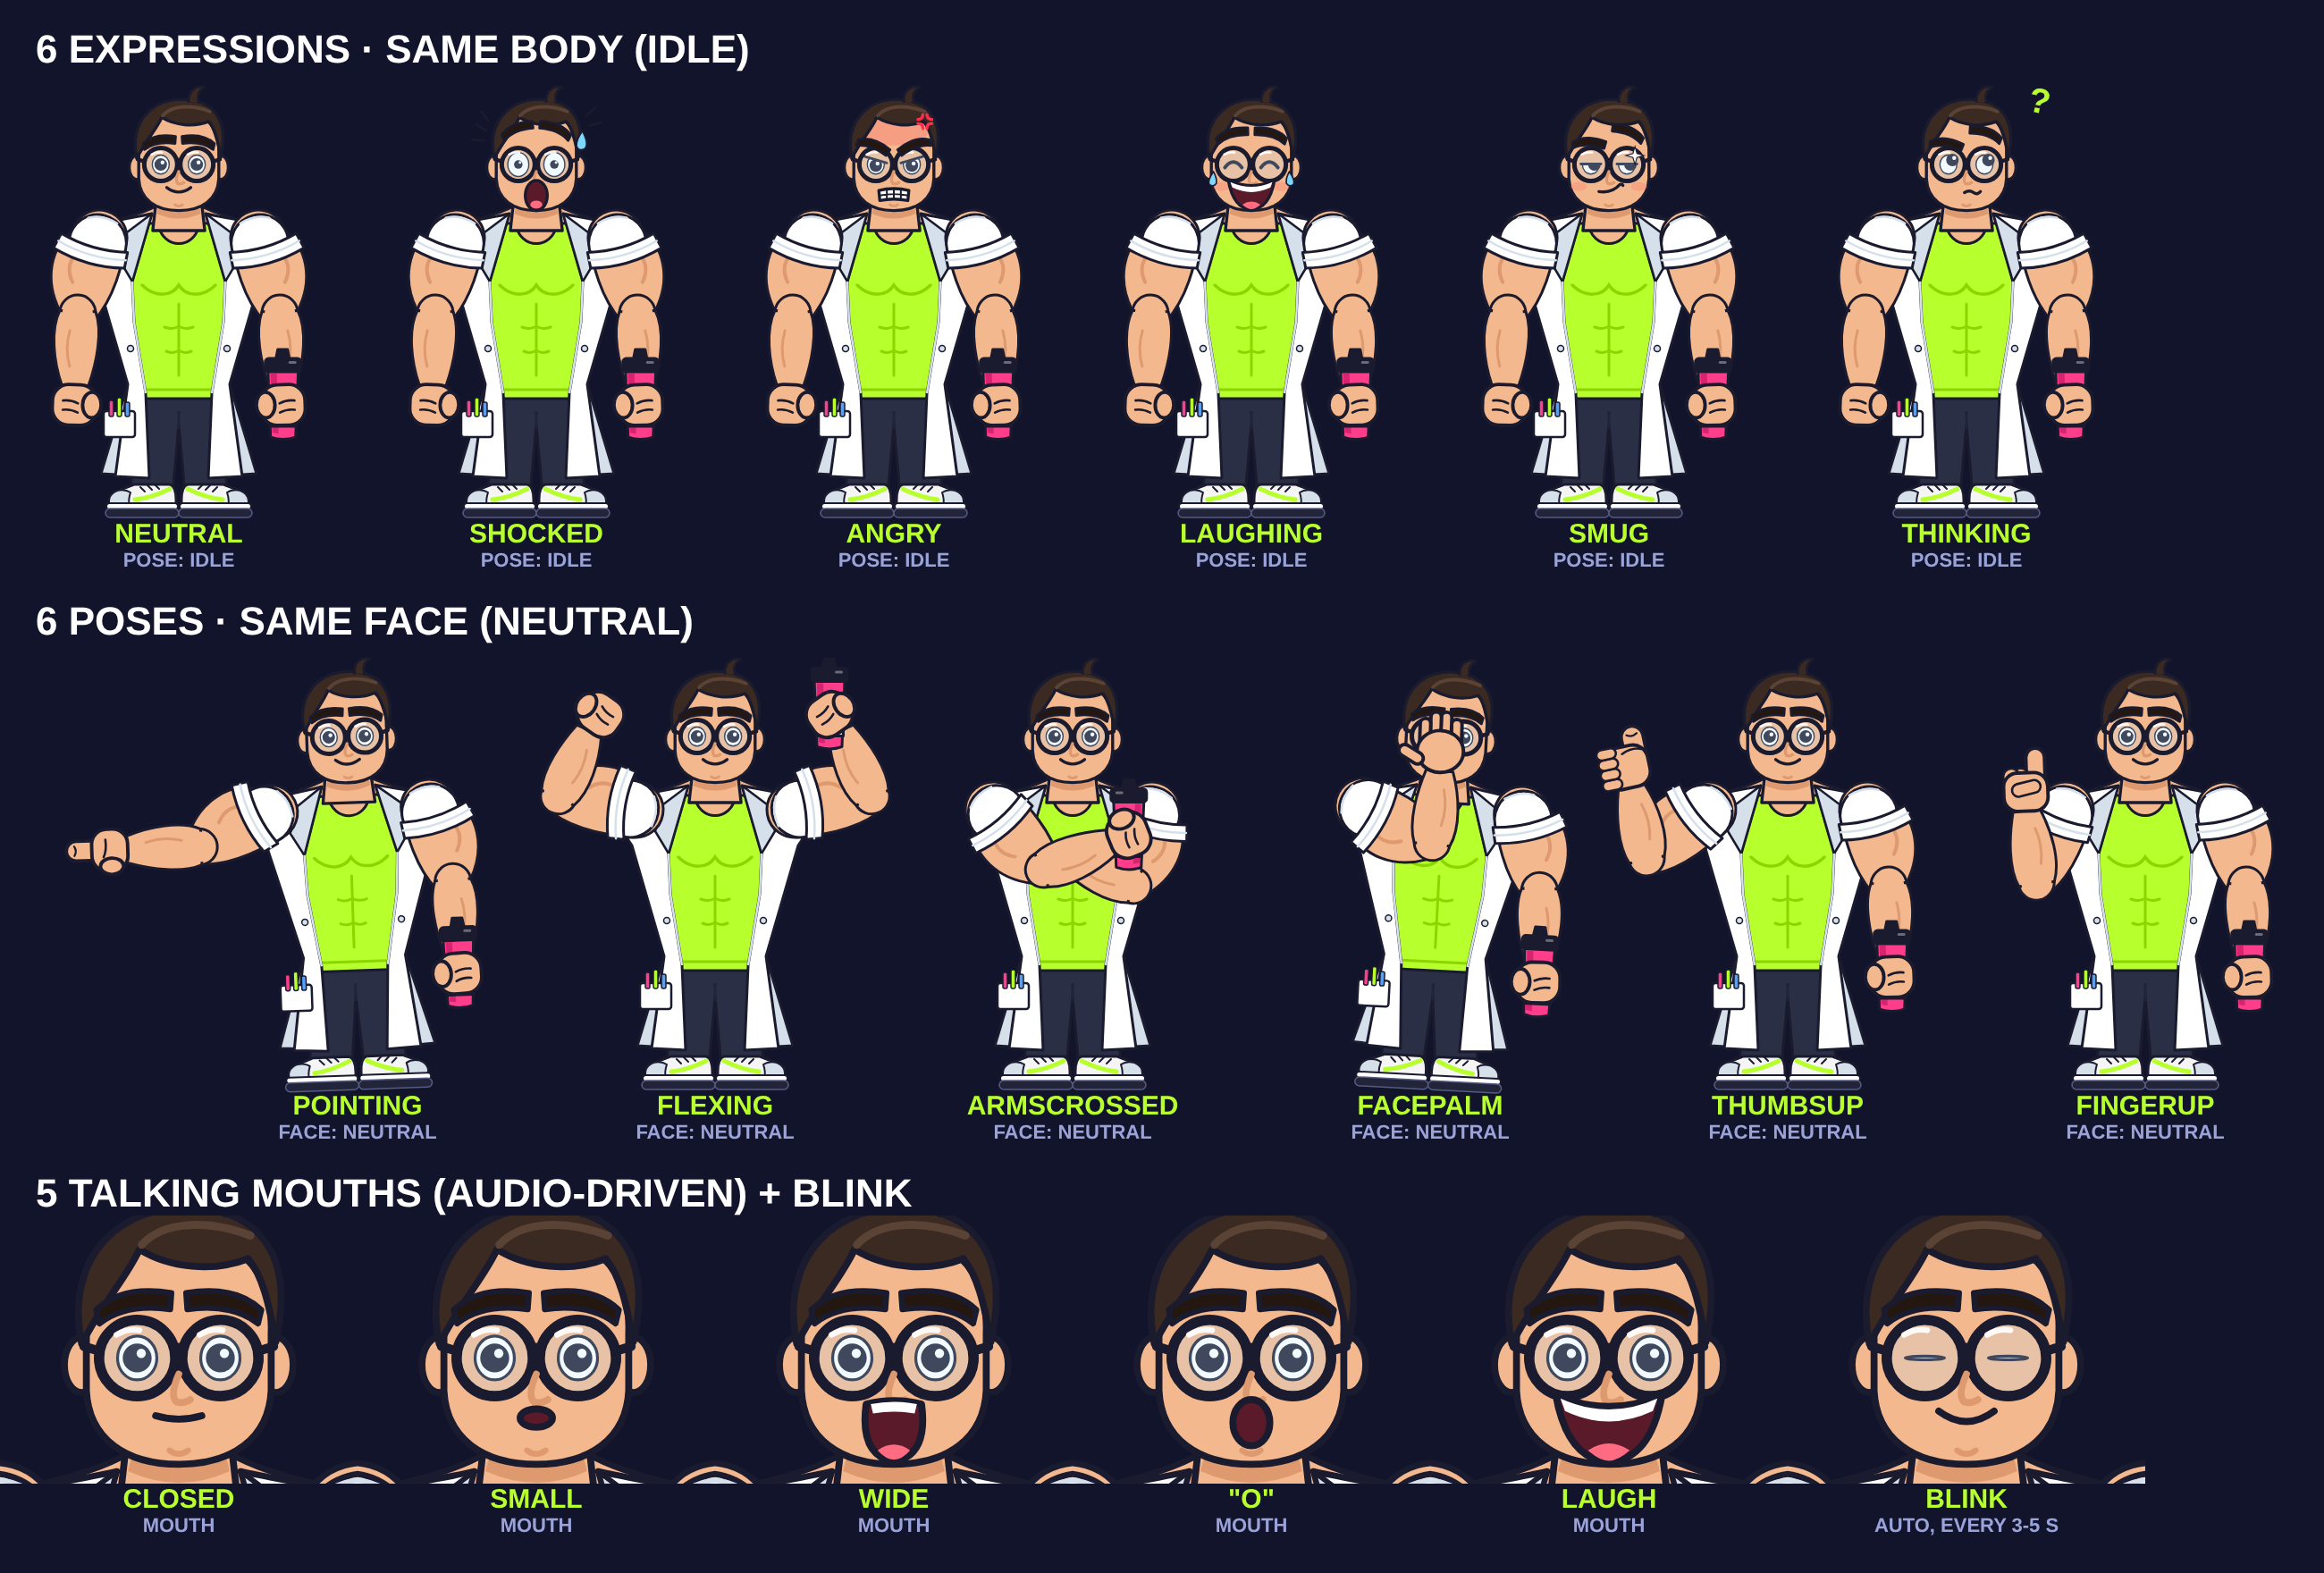 6 EXPRESSIONS · SAME BODY (IDLE)
?
NEUTRAL
POSE: IDLE
SHOCKED
POSE: IDLE
ANGRY
POSE: IDLE
LAUGHING
POSE: IDLE
SMUG
POSE: IDLE
THINKING
POSE: IDLE
6 POSES · SAME FACE (NEUTRAL)
POINTING
FACE: NEUTRAL
FLEXING
FACE: NEUTRAL
ARMSCROSSED
FACE: NEUTRAL
FACEPALM
FACE: NEUTRAL
THUMBSUP
FACE: NEUTRAL
FINGERUP
FACE: NEUTRAL
5 TALKING MOUTHS (AUDIO-DRIVEN) + BLINK
CLOSED
MOUTH
SMALL
MOUTH
WIDE
MOUTH
"O"
MOUTH
LAUGH
MOUTH
BLINK
AUTO, EVERY 3-5 S